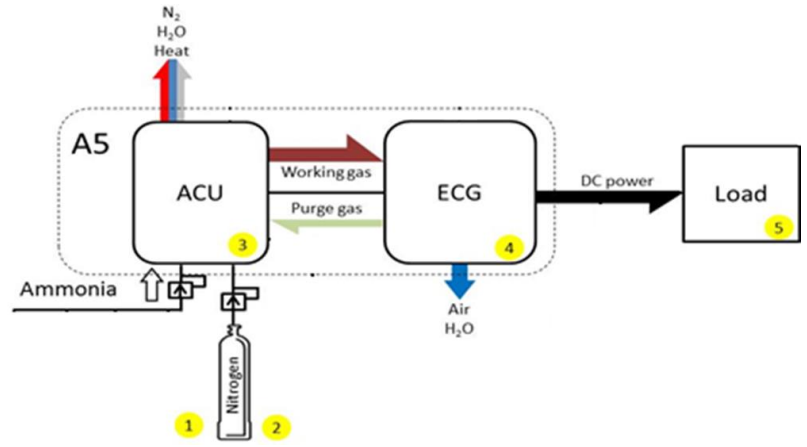 N₂
H₂O
Heat
A5
ACU
3
Working gas
Purge gas
ECG
4
DC power
Load
5
Ammonia
Air
H₂O
Nitrogen
1
2